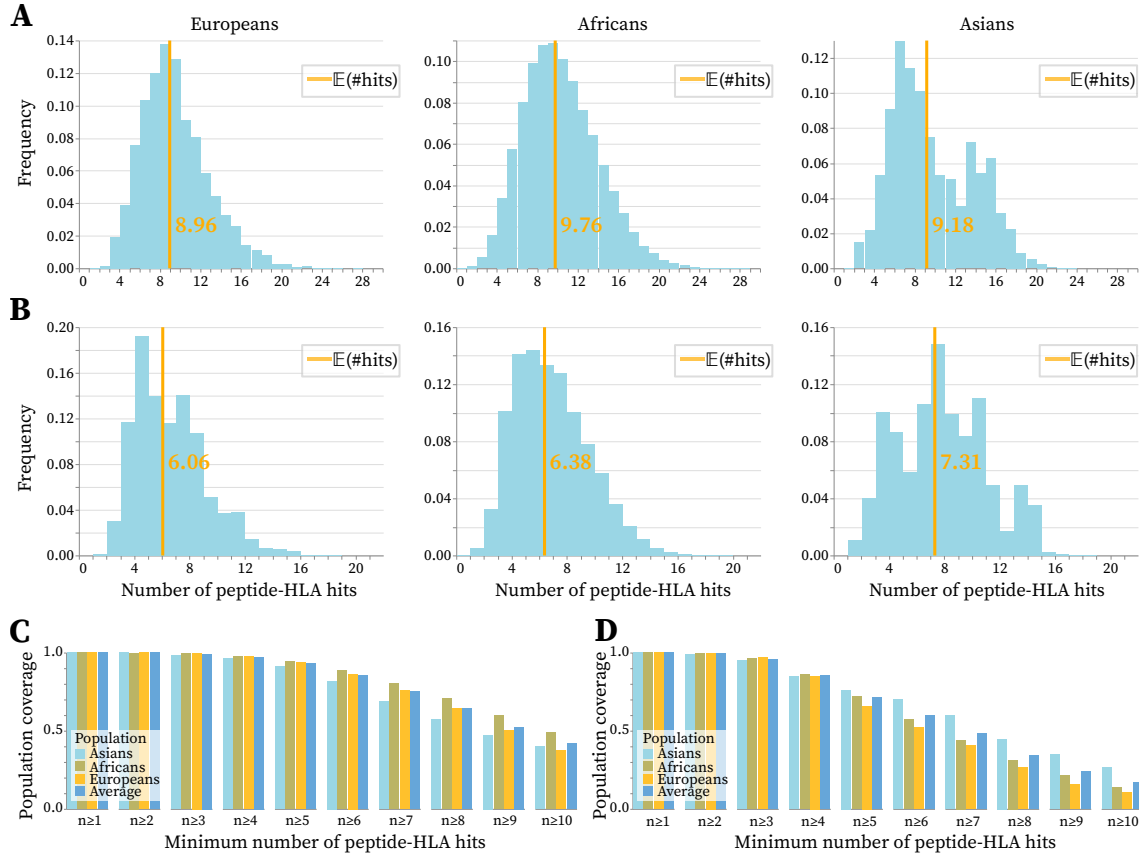 A
Europeans
Africans
Asians
Frequency
0.14
0.12
0.10
0.08
0.06
0.04
0.02
0.00
𝔼(#hits)
8.96
0 4 8 12 16 20 24 28
0.10
0.08
0.06
0.04
0.02
0.00
𝔼(#hits)
9.76
0 4 8 12 16 20 24 28
0.12
0.10
0.08
0.06
0.04
0.02
0.00
𝔼(#hits)
9.18
0 4 8 12 16 20 24 28
B
Frequency
0.20
0.16
0.12
0.08
0.04
0.00
𝔼(#hits)
6.06
0 4 8 12 16 20
Number of peptide-HLA hits
0.16
0.12
0.08
0.04
0.00
𝔼(#hits)
6.38
0 4 8 12 16 20
Number of peptide-HLA hits
0.16
0.12
0.08
0.04
0.00
𝔼(#hits)
7.31
0 4 8 12 16 20
Number of peptide-HLA hits
C
Population coverage
1.0
0.5
0.0
Population
Asians
Africans
Europeans
Average
n≥1 n≥2 n≥3 n≥4 n≥5 n≥6 n≥7 n≥8 n≥9 n≥10
Minimum number of peptide-HLA hits
D
Population coverage
1.0
0.5
0.0
Population
Asians
Africans
Europeans
Average
n≥1 n≥2 n≥3 n≥4 n≥5 n≥6 n≥7 n≥8 n≥9 n≥10
Minimum number of peptide-HLA hits